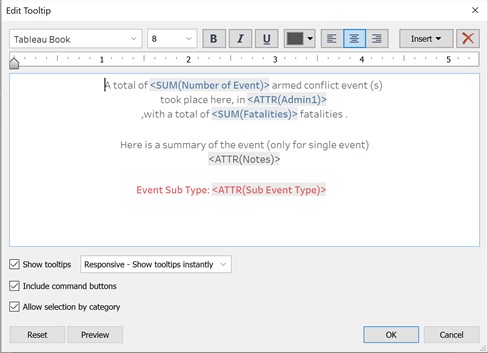 Edit Tooltip
Tableau Book 8 B I U Insert
1 2 3 4 5
A total of <SUM(Number of Event)> armed conflict event (s)
took place here, in <ATTR(Admin1)>
,with a total of <SUM(Fatalities)> fatalities .
Here is a summary of the event (only for single event)
<ATTR(Notes)>
Event Sub Type: <ATTR(Sub Event Type)>
Show tooltips Responsive - Show tooltips instantly
Include command buttons
Allow selection by category
Reset Preview OK Cancel